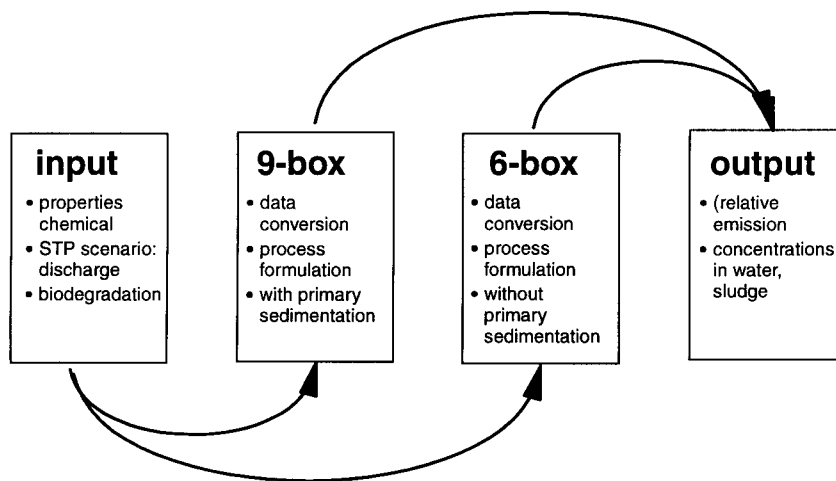 input
• properties
chemical
• STP scenario:
discharge
• biodegradation
9-box
• data
conversion
• process
formulation
• with primary
sedimentation
6-box
• data
conversion
• process
formulation
• without
primary
sedimentation
output
• (relative
emission
• concentrations
in water,
sludge